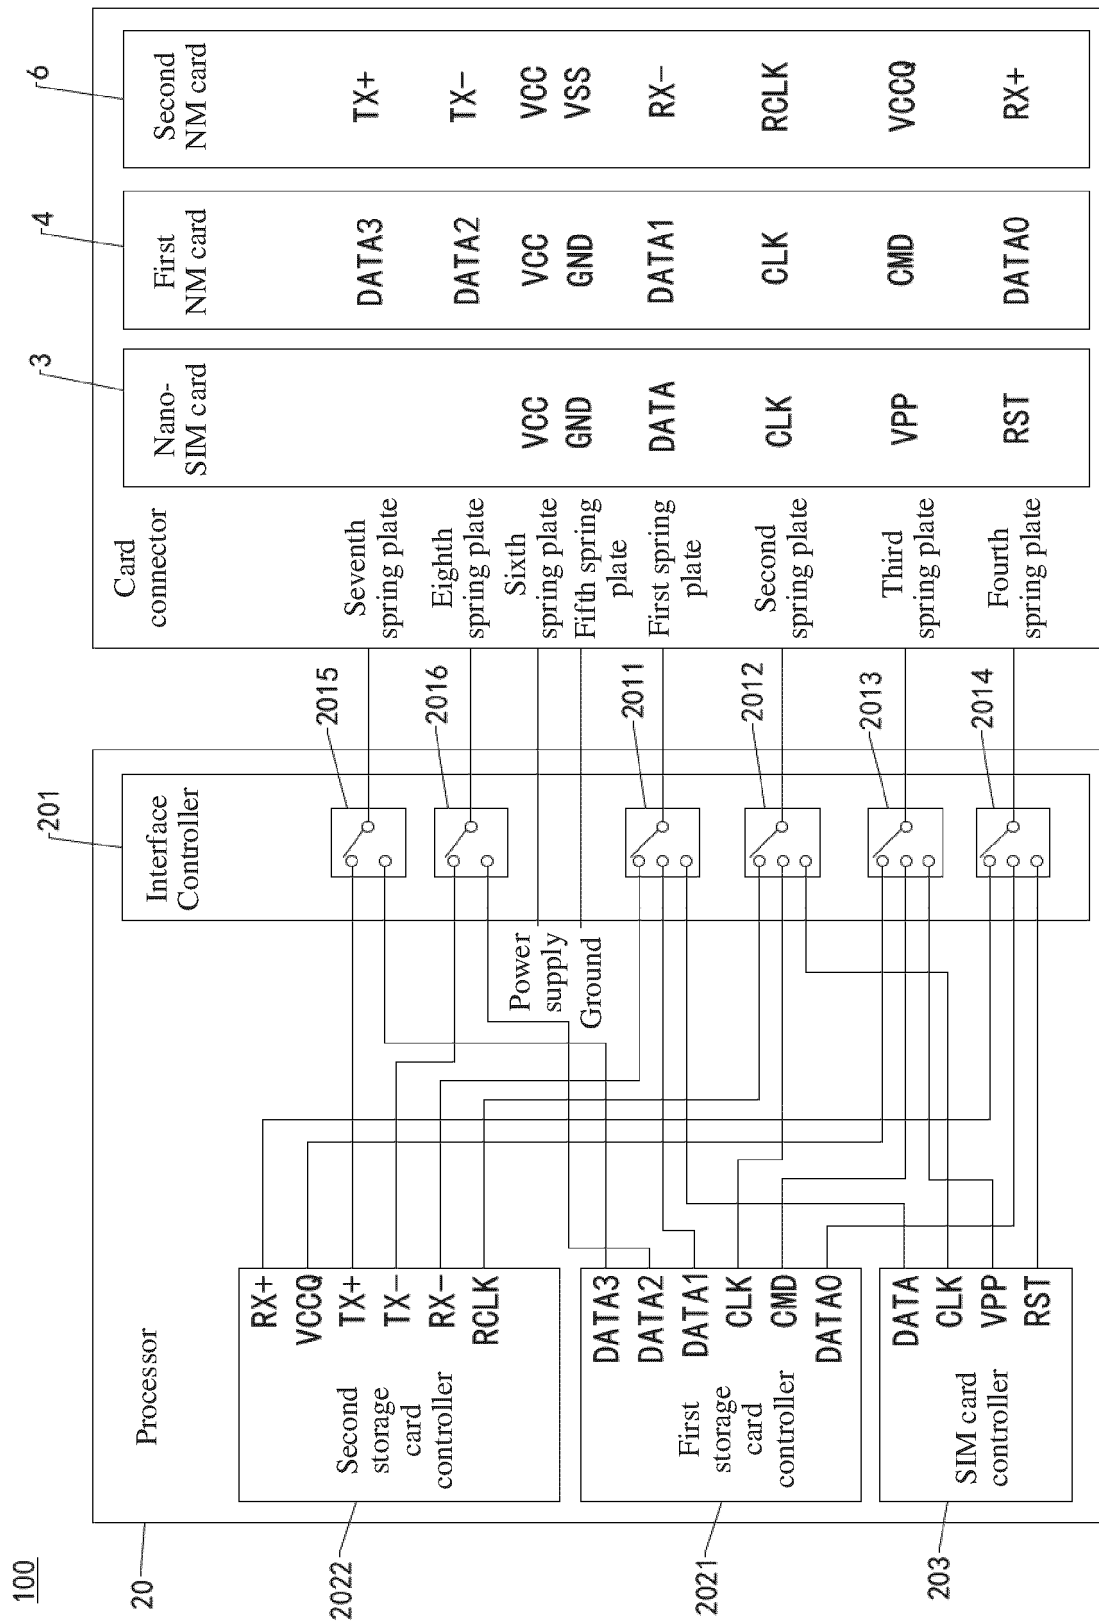 100
20
Processor
2022
Second
storage
card
controller
RX+
VCCQ
TX+
TX-
RX-
RCLK
2021
First
storage
card
controller
DATA3
DATA2
DATA1
CLK
CMD
DATA0
203
SIM card
controller
DATA
CLK
VPP
RST
Power
supply
Ground
201
Interface
Controller
2015
2016
2011
2012
2013
2014
Card
connector
Seventh
spring plate
Eighth
spring plate
Sixth
spring plate
Fifth spring
plate
First spring
plate
Second
spring plate
Third
spring plate
Fourth
spring plate
3
Nano-
SIM card
VCC
GND
DATA
CLK
VPP
RST
4
First
NM card
DATA3
DATA2
VCC
GND
DATA1
CLK
CMD
DATA0
6
Second
NM card
TX+
TX-
VCC
VSS
RX-
RCLK
VCCQ
RX+